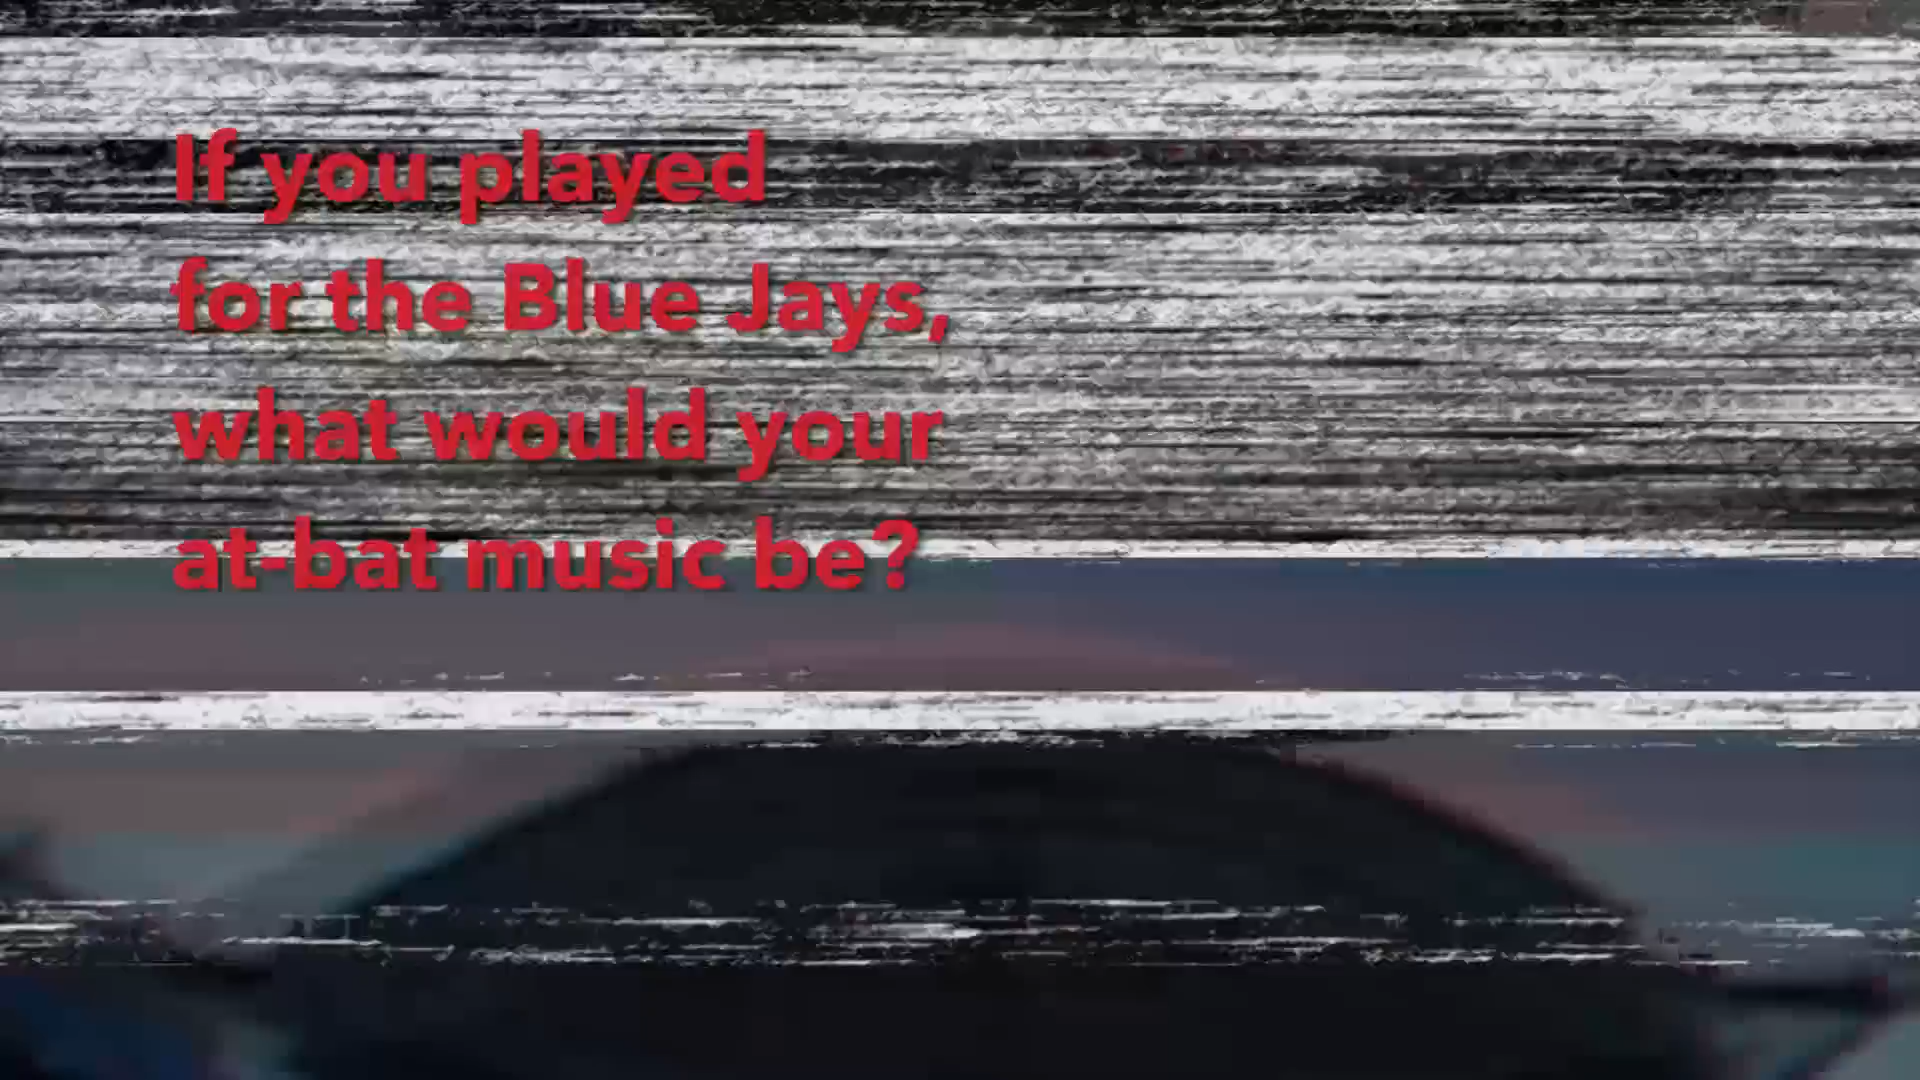 If you played
for the Blue Jays,
what would your
at-bat music be?